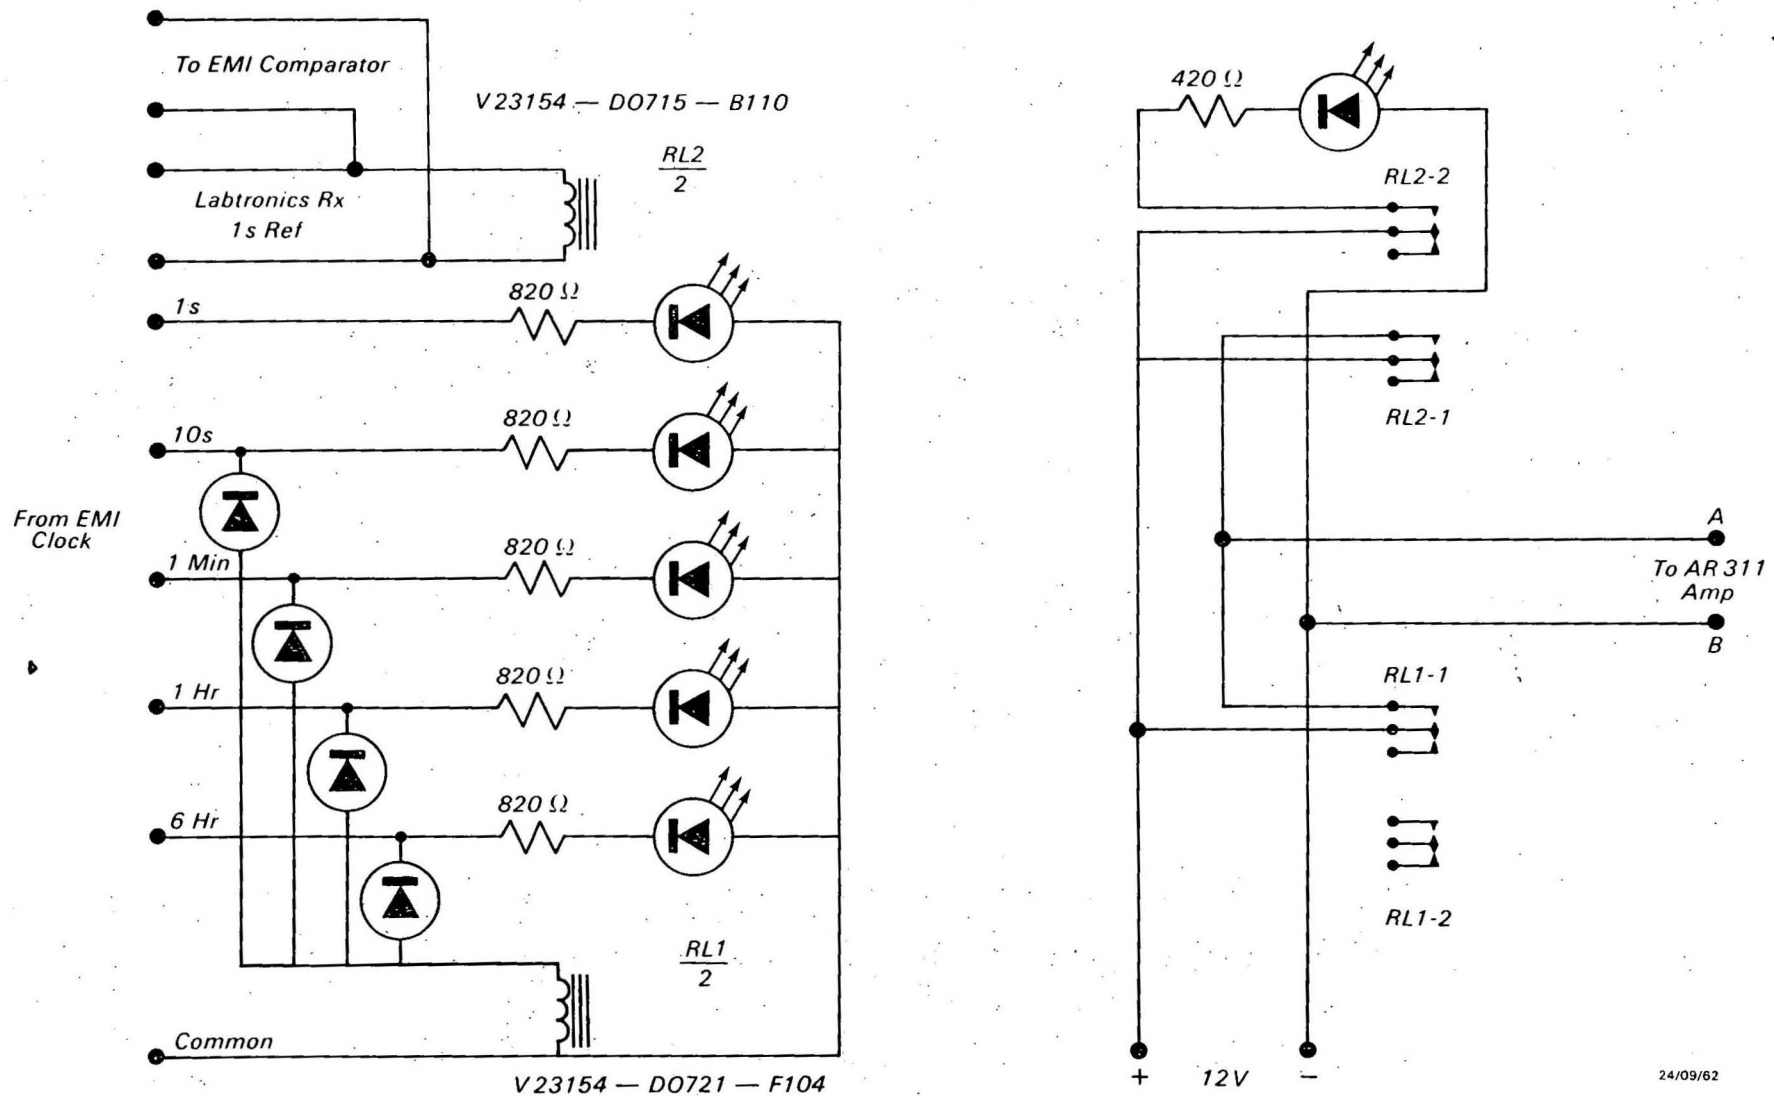 To EMI Comparator
V23154 — DO715 — B110
RL2
2
Labtronics Rx
1s Ref
1s
820 Ω
10s
820 Ω
From EMI
Clock
1 Min
820 Ω
1 Hr
820 Ω
6 Hr
820 Ω
RL1
2
Common
V23154 — DO721 — F104
420 Ω
RL2-2
RL2-1
A
To AR 311
Amp
B
RL1-1
RL1-2
+ 12V −
24/09/62